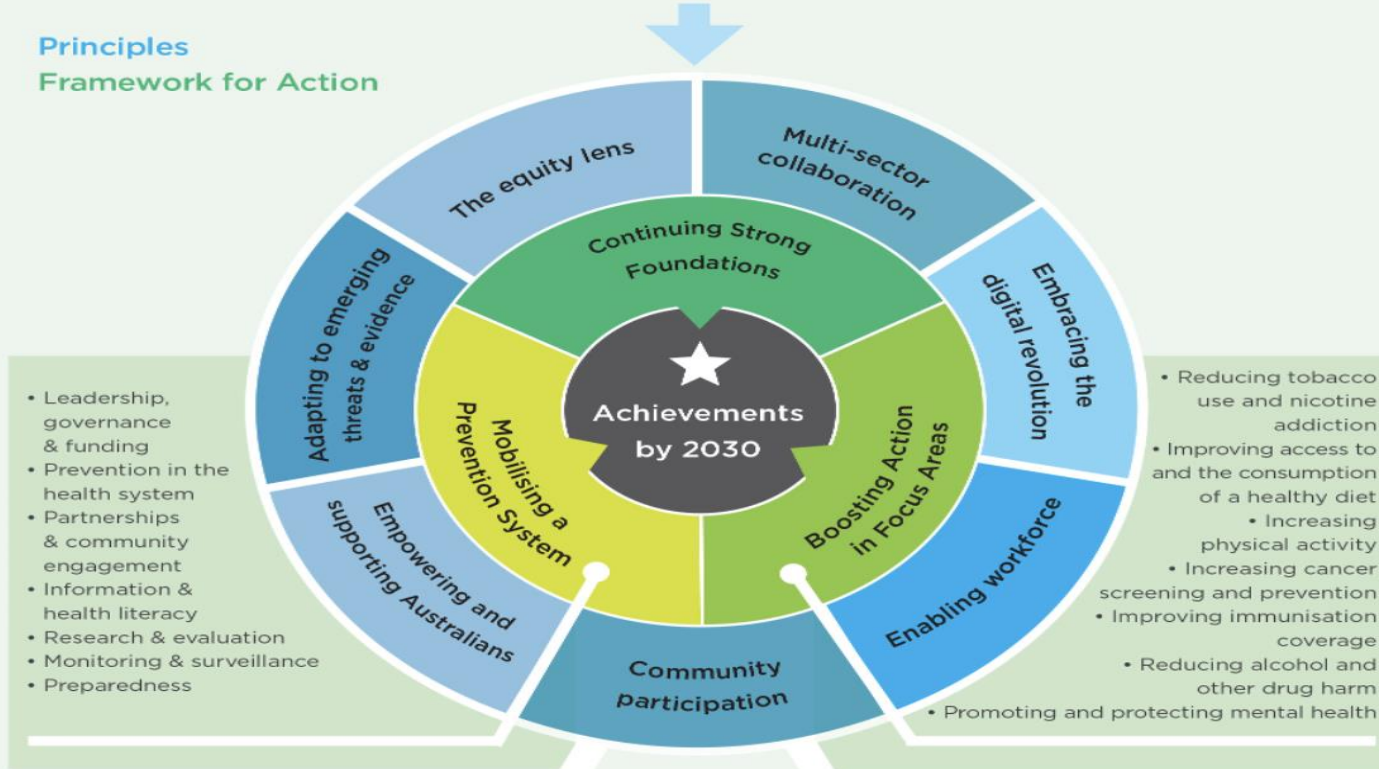 Principles
Framework for Action
The equity lens
Multi-sector
collaboration
Embracing the
digital revolution
Enabling workforce
Community
participation
Empowering and
supporting Australians
Adapting to emerging
threats & evidence
Continuing Strong
Foundations
Boosting Action
in Focus Areas
Mobilising a
Prevention System
Achievements
by 2030
• Leadership,
governance
& funding
• Prevention in the
health system
• Partnerships
& community
engagement
• Information &
health literacy
• Research & evaluation
• Monitoring & surveillance
• Preparedness
• Reducing tobacco
use and nicotine
addiction
• Improving access to
and the consumption
of a healthy diet
• Increasing
physical activity
• Increasing cancer
screening and prevention
• Improving immunisation
coverage
• Reducing alcohol and
other drug harm
• Promoting and protecting mental health